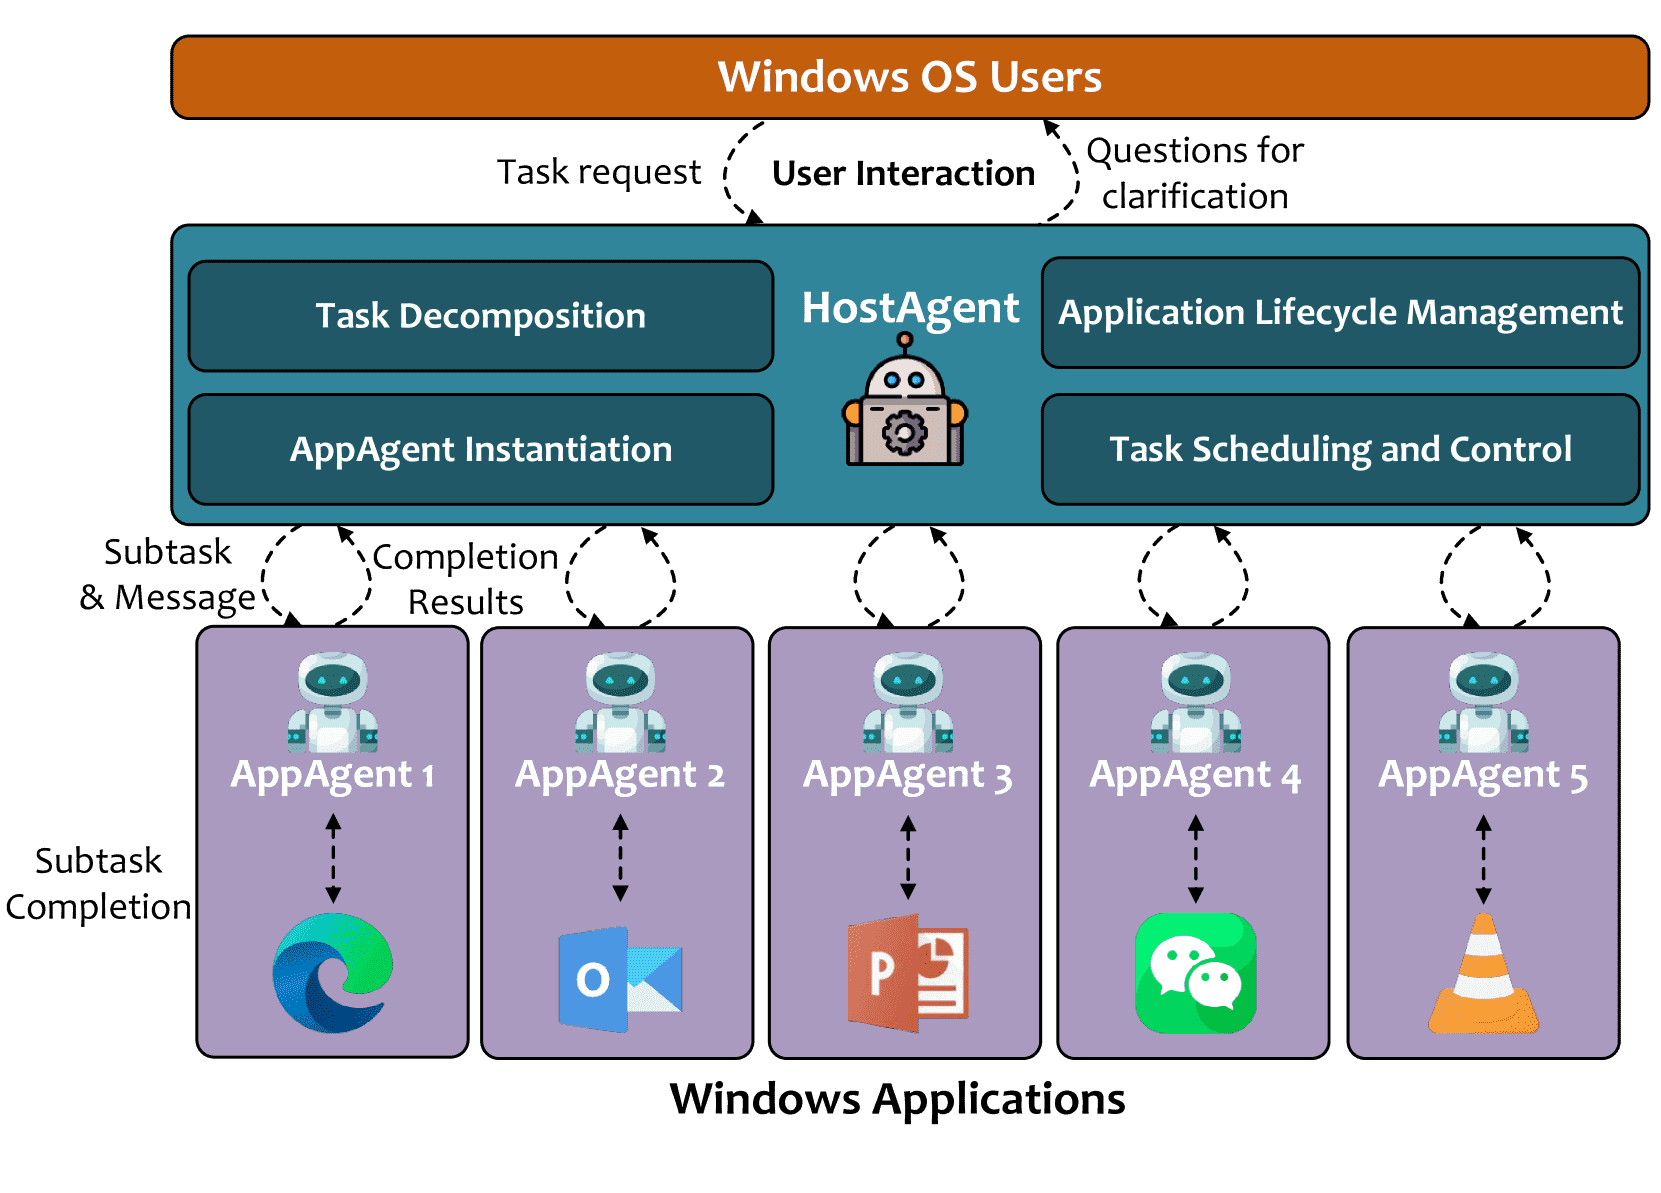 Windows OS Users
Task request
User Interaction
Questions for
clarification
Task Decomposition
HostAgent
Application Lifecycle Management
AppAgent Instantiation
Task Scheduling and Control
Subtask
& Message
Completion
Results
AppAgent 1
AppAgent 2
AppAgent 3
AppAgent 4
AppAgent 5
Subtask
Completion
O
P
Windows Applications